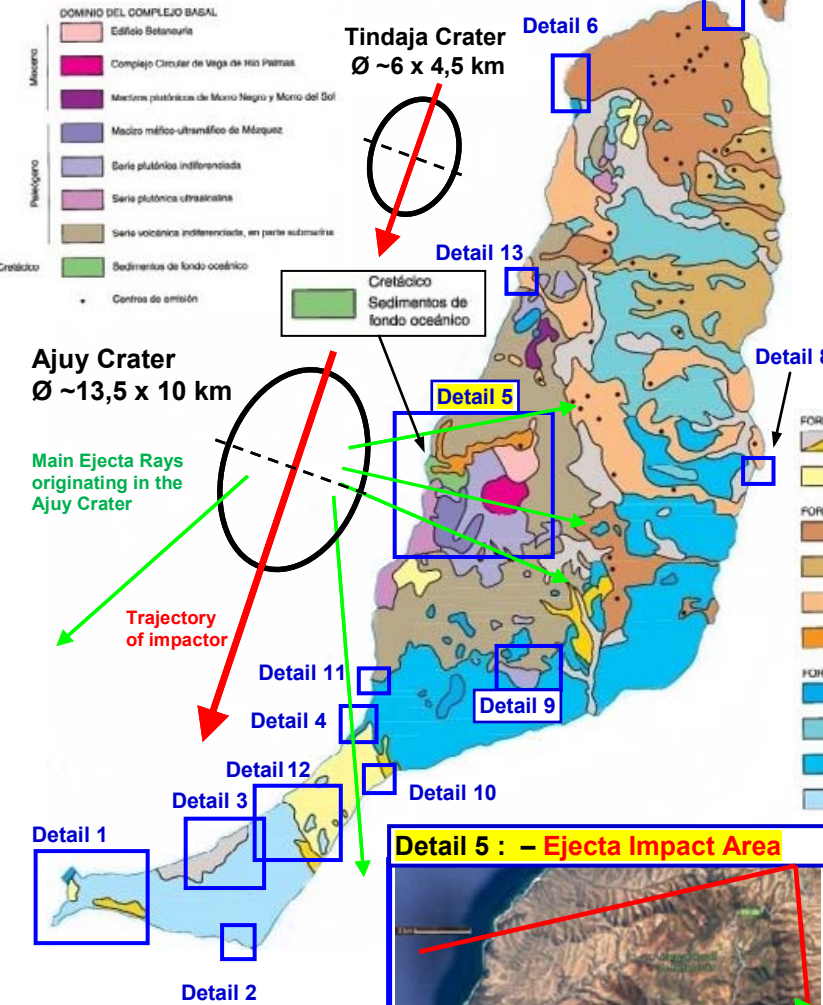 DOMINIO DEL COMPLEJO BASAL
Edificio Betancuria
Complejo Circular de Vega de Río Palmas
Macizos plutónicos de Morro Negro y Morro del Sol
Macizo máfico-ultramáfico de Mézquez
Serie plutónica indiferenciada
Serie plutónica ultraalcalina
Serie volcánica indiferenciada, en parte submarina
Sedimentos de fondo oceánico
Centros de emisión
Mioceno
Paleógeno
Cretácico
Tindaja Crater
Ø ~6 x 4,5 km
Detail 6
Detail 13
Cretácico
Sedimentos de
fondo oceánico
Ajuy Crater
Ø ~13,5 x 10 km
Detail 8
Detail 5
Main Ejecta Rays
originating in the
Ajuy Crater
Trajectory
of impactor
Detail 11
Detail 9
Detail 4
Detail 12
Detail 10
Detail 3
Detail 1
Detail 2
FOR
FOR
FOR
Detail 5 : – Ejecta Impact Area